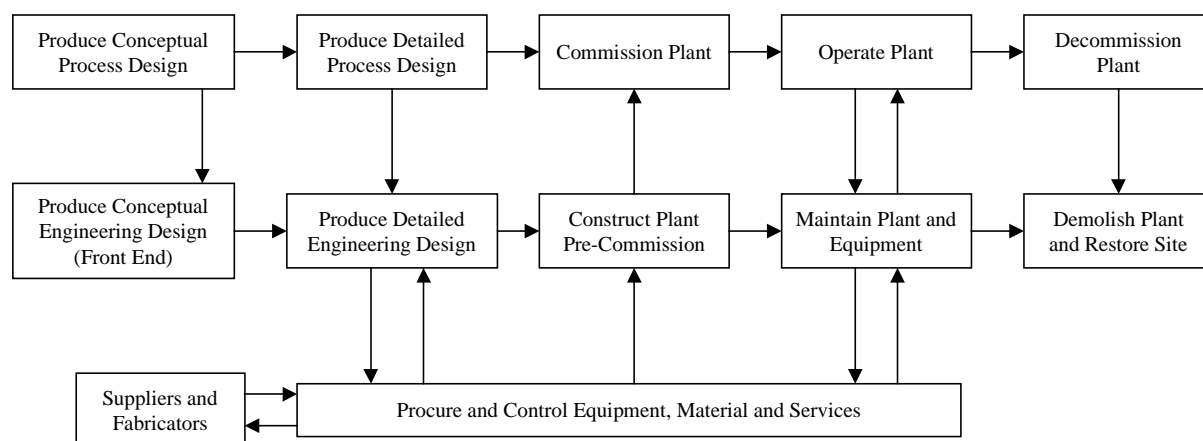 Produce Conceptual
Process Design
Produce Detailed
Process Design
Commission Plant
Operate Plant
Decommission
Plant
Produce Conceptual
Engineering Design
(Front End)
Produce Detailed
Engineering Design
Construct Plant
Pre-Commission
Maintain Plant and
Equipment
Demolish Plant
and Restore Site
Suppliers and
Fabricators
Procure and Control Equipment, Material and Services